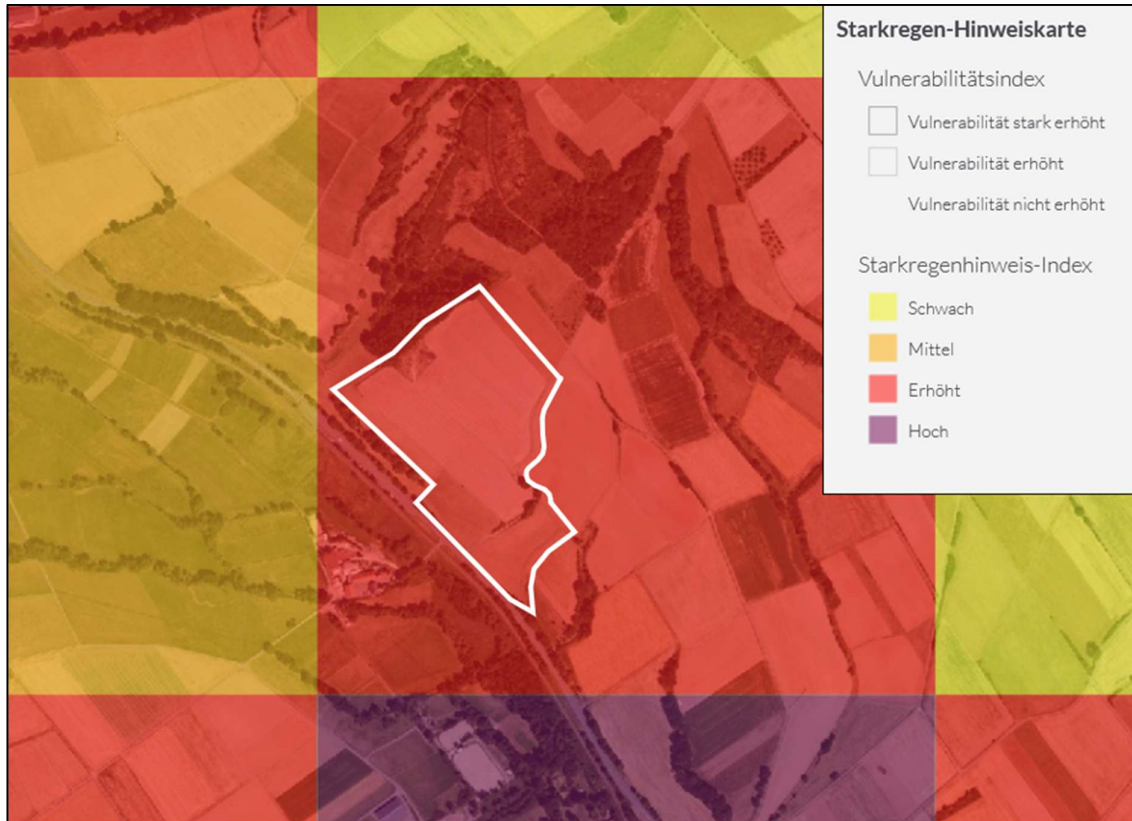 Starkregen-Hinweiskarte
Vulnerabilitätsindex
Vulnerabilität stark erhöht
Vulnerabilität erhöht
Vulnerabilität nicht erhöht
Starkregenhinweis-Index
Schwach
Mittel
Erhöht
Hoch